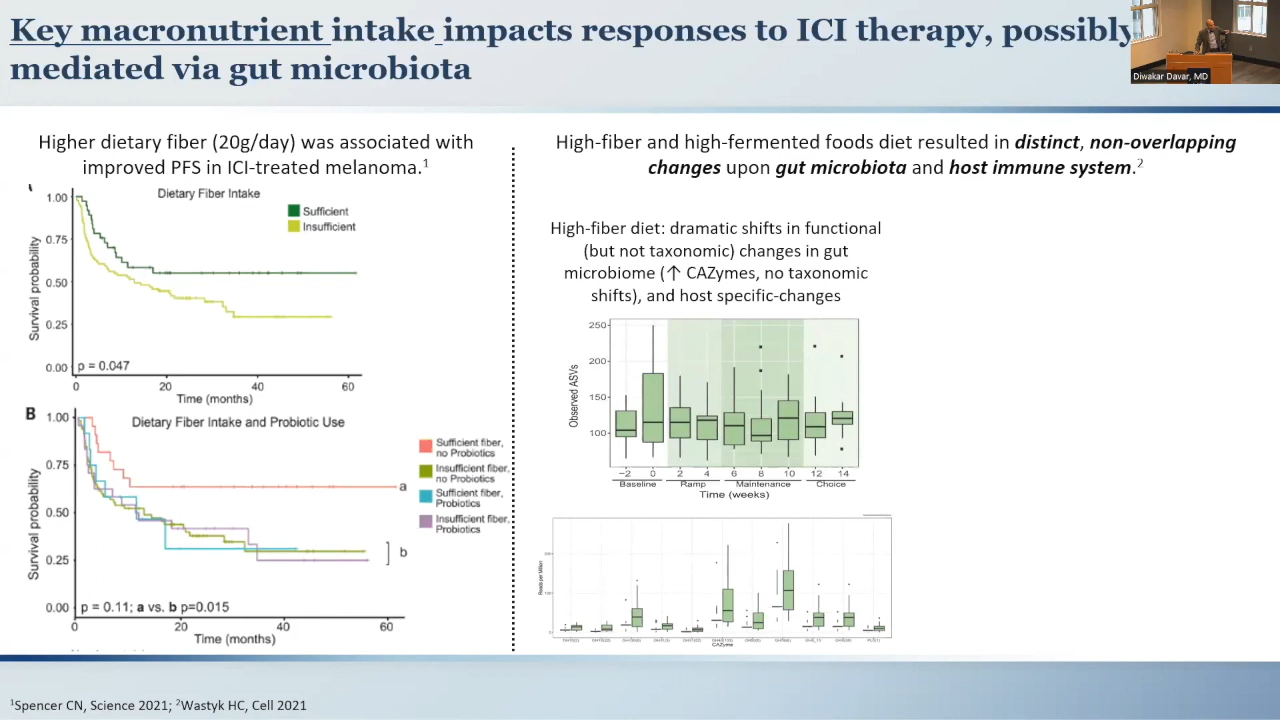 Key macronutrient intake impacts responses to ICI therapy, possibly
mediated via gut microbiota
Diwakar Davar, MD
Higher dietary fiber (20g/day) was associated with
improved PFS in ICI-treated melanoma.1
Dietary Fiber Intake
Sufficient
Insufficient
Survival probability
1.00
0.75
0.50
0.25
0.00
p = 0.047
0 20 40 60
Time (months)
B
Dietary Fiber Intake and Probiotic Use
Sufficient fiber,
no Probiotics
Insufficient fiber,
no Probiotics
Sufficient fiber,
Probiotics
Insufficient fiber,
Probiotics
Survival probability
1.00
0.75
0.50
0.25
0.00
a
b
p = 0.11; a vs. b p=0.015
0 20 40 60
Time (months)
High-fiber and high-fermented foods diet resulted in distinct, non-overlapping
changes upon gut microbiota and host immune system.2
High-fiber diet: dramatic shifts in functional
(but not taxonomic) changes in gut
microbiome (↑ CAZymes, no taxonomic
shifts), and host specific-changes
Observed ASVs
250
200
150
100
−2 0 2 4 6 8 10 12 14
Baseline Ramp Maintenance Choice
Time (weeks)
Reads per Million
CAZyme
1Spencer CN, Science 2021; 2Wastyk HC, Cell 2021